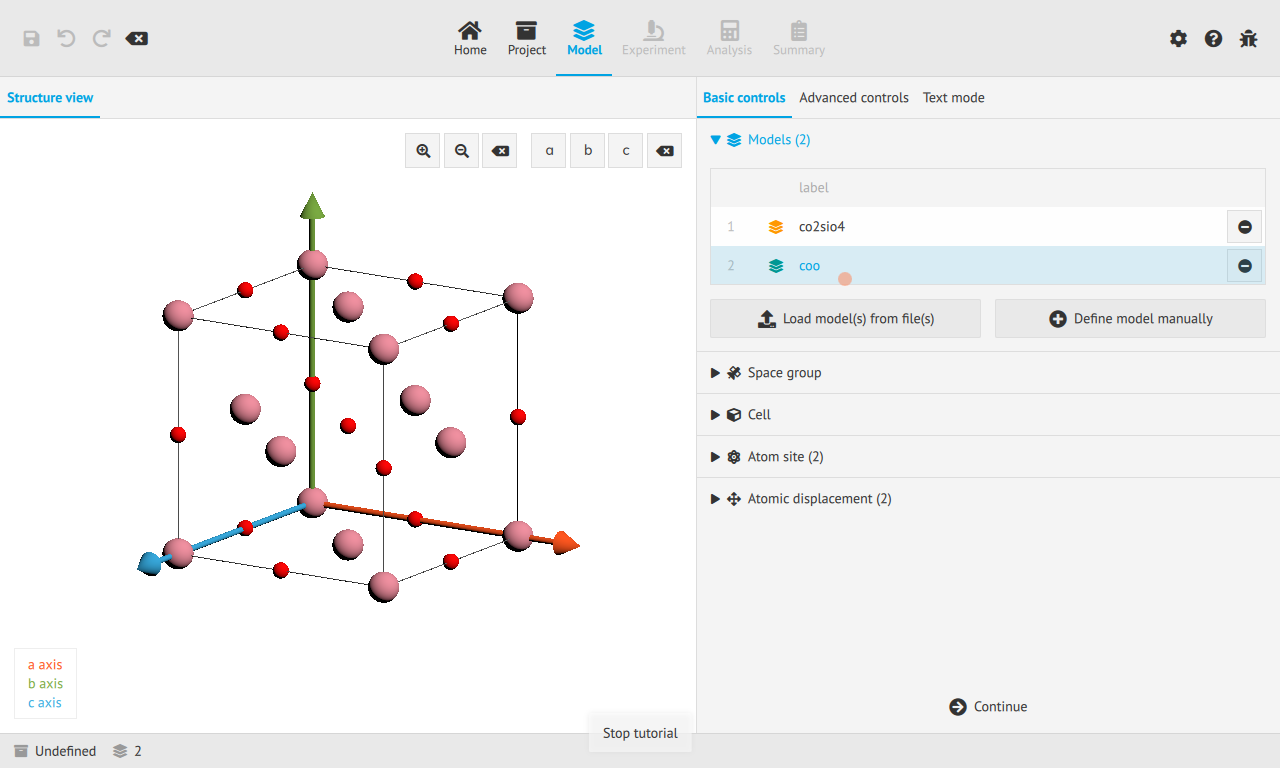 Home Project Model Experiment Analysis Summary
Structure view
Basic controls Advanced controls Text mode
a b c
Models (2)
label
1 co2sio4
2 coo
Load model(s) from file(s) Define model manually
Space group
Cell
Atom site (2)
Atomic displacement (2)
a axis
b axis
c axis
Continue
Stop tutorial
Undefined 2